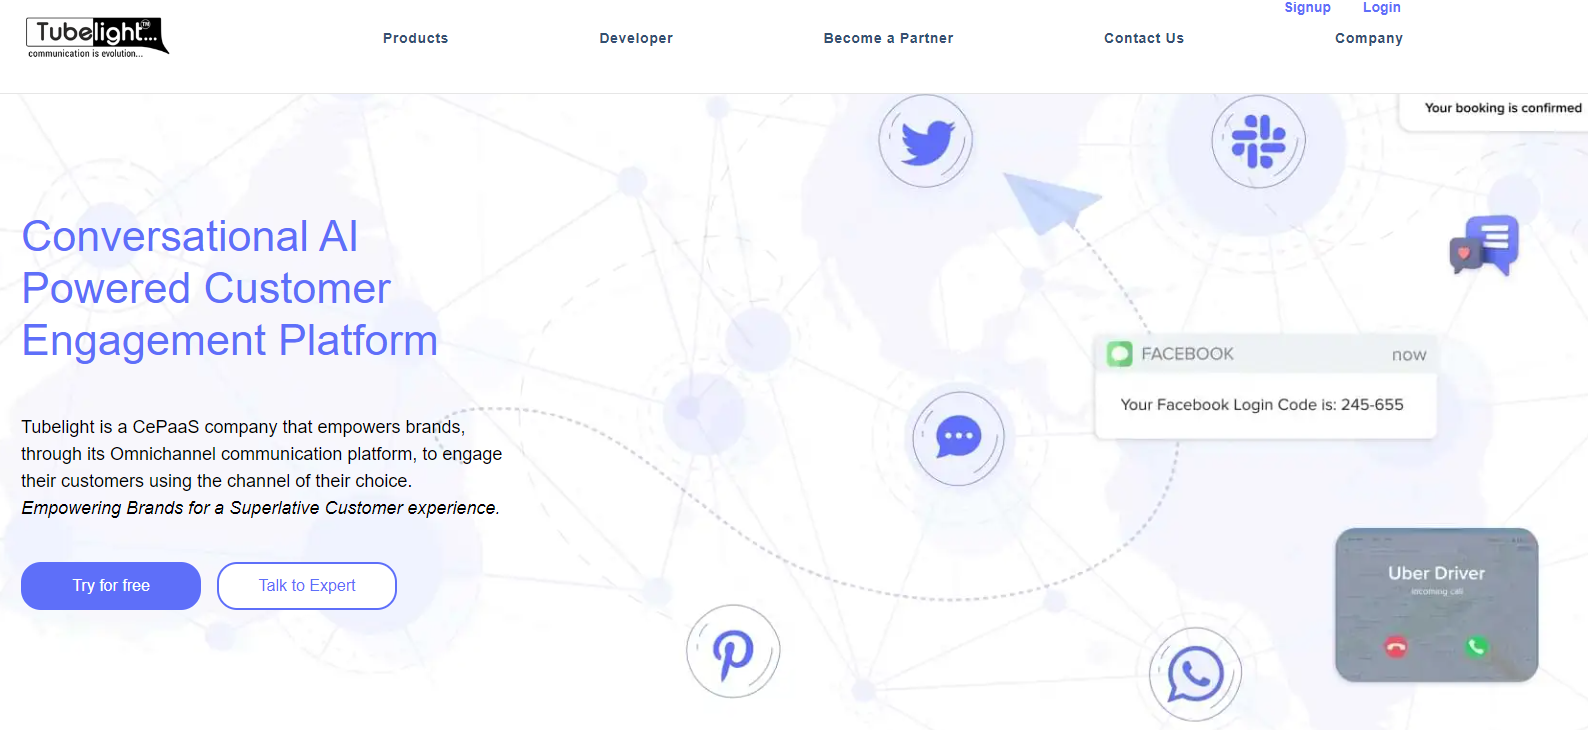 Signup Login
Tubelight...™
communication is evolution...
Products Developer Become a Partner Contact Us Company
Your booking is confirmed
Conversational AI
Powered Customer
Engagement Platform
FACEBOOK now
Your Facebook Login Code is: 245-655
Tubelight is a CePaaS company that empowers brands,
through its Omnichannel communication platform, to engage
their customers using the channel of their choice.
Empowering Brands for a Superlative Customer experience.
Try for free Talk to Expert
Uber Driver
incoming call